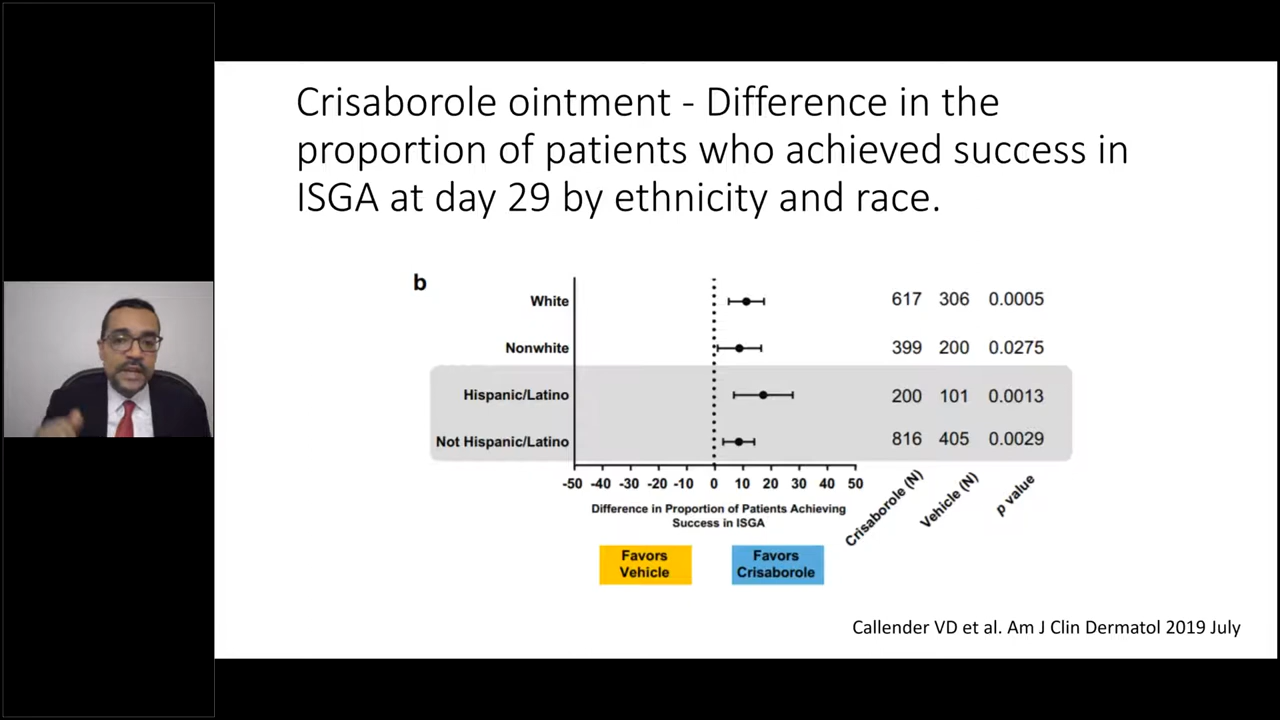 Crisaborole ointment - Difference in the
proportion of patients who achieved success in
ISGA at day 29 by ethnicity and race.
b
White 617 306 0.0005
Nonwhite 399 200 0.0275
Hispanic/Latino 200 101 0.0013
Not Hispanic/Latino 816 405 0.0029
-50 -40 -30 -20 -10 0 10 20 30 40 50
Crisaborole (N) Vehicle (N) p value
Difference in Proportion of Patients Achieving
Success in ISGA
Favors
Vehicle
Favors
Crisaborole
Callender VD et al. Am J Clin Dermatol 2019 July